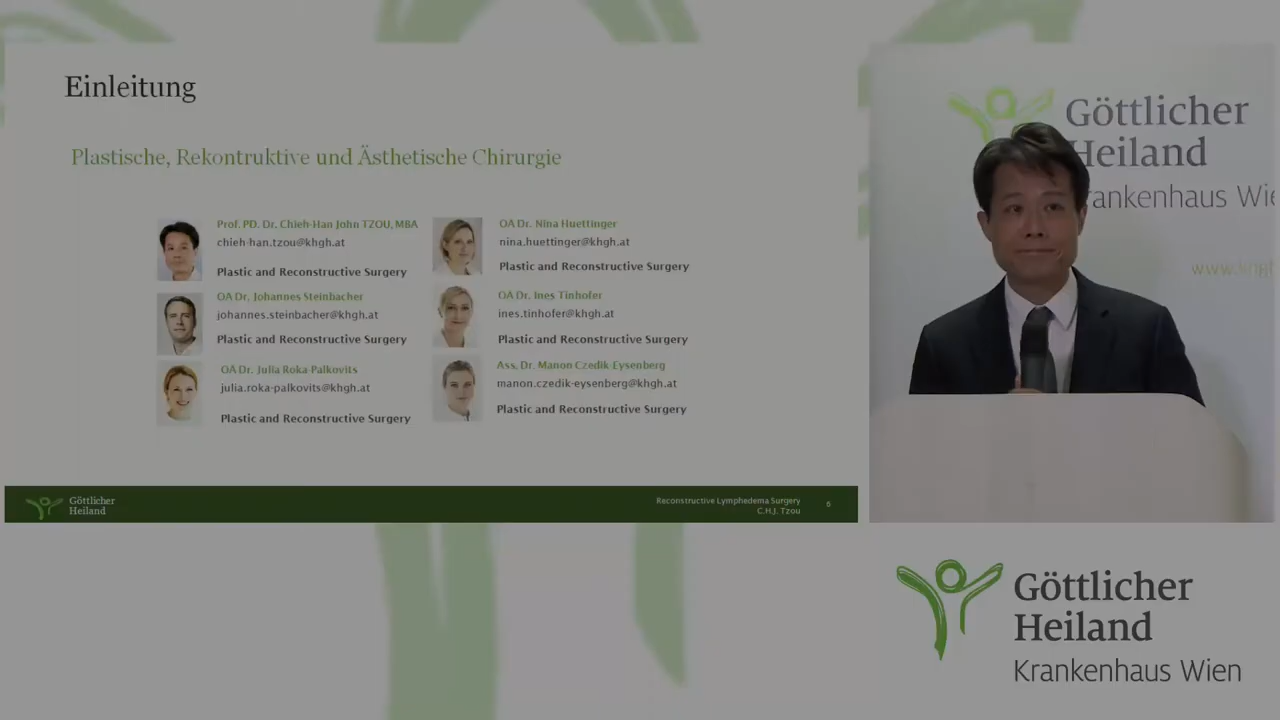 Einleitung
Plastische, Rekontruktive und Ästhetische Chirurgie
Prof. PD. Dr. Chieh-Han John TZOU, MBA
chieh-han.tzou@khgh.at
Plastic and Reconstructive Surgery
OA Dr. Johannes Steinbacher
johannes.steinbacher@khgh.at
Plastic and Reconstructive Surgery
OA Dr. Julia Roka-Palkovits
julia.roka-palkovits@khgh.at
Plastic and Reconstructive Surgery
OA Dr. Nina Huettinger
nina.huettinger@khgh.at
Plastic and Reconstructive Surgery
OA Dr. Ines Tinhofer
ines.tinhofer@khgh.at
Plastic and Reconstructive Surgery
Ass. Dr. Manon Czedik-Eysenberg
manon.czedik-eysenberg@khgh.at
Plastic and Reconstructive Surgery
Göttlicher
Heiland
Reconstructive Lymphedema Surgery
C.H.J. Tzou
6
Göttlicher
Heiland
rankenhaus Wie
Göttlicher
Heiland
Krankenhaus Wien